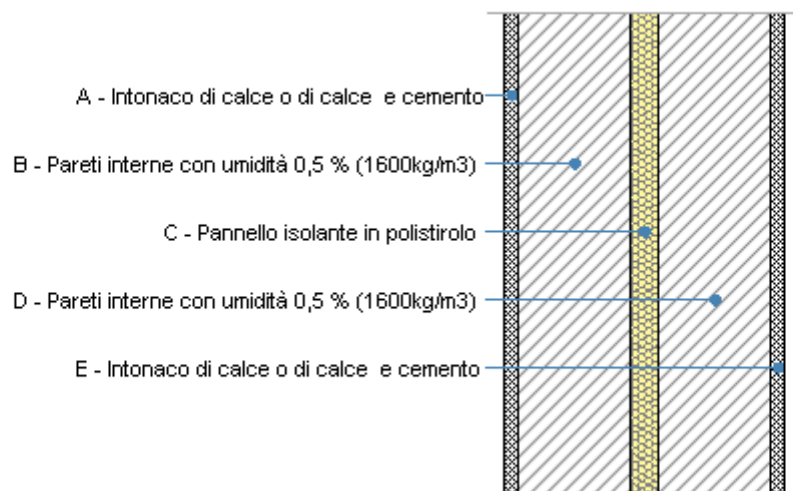 A - Intonaco di calce o di calce e cemento
B - Pareti interne con umidità 0,5 % (1600kg/m3)
C - Pannello isolante in polistirolo
D - Pareti interne con umidità 0,5 % (1600kg/m3)
E - Intonaco di calce o di calce e cemento